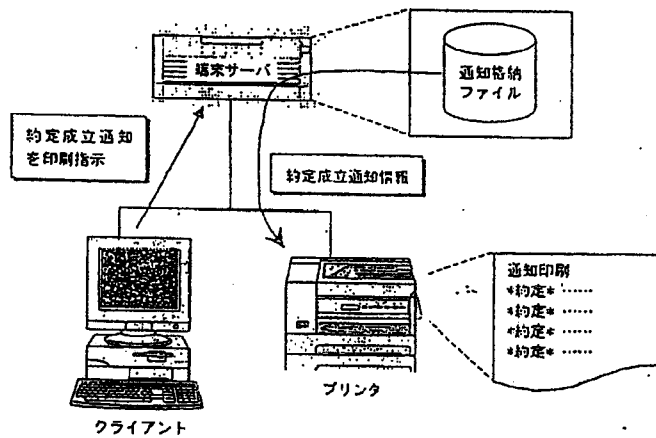 端末サーバ
通知格納
ファイル
約定成立通知
を印刷指示
約定成立通知情報
通知印刷
*約定* ……
*約定* ……
*約定* ……
*約定* ……
プリンタ
クライアント